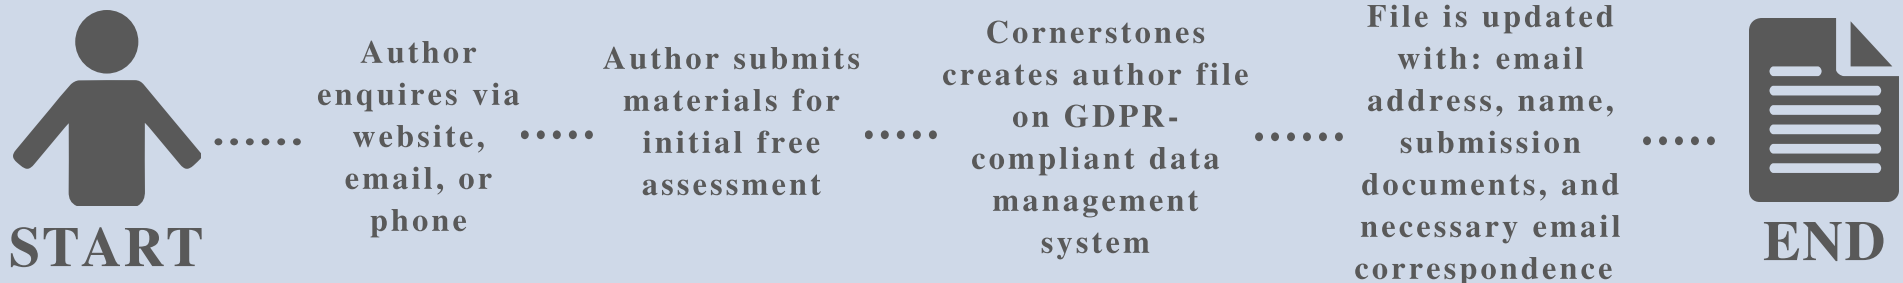 START
Author
enquires via
website,
email, or
phone
Author submits
materials for
initial free
assessment
Cornerstones
creates author file
on GDPR-
compliant data
management
system
File is updated
with: email
address, name,
submission
documents, and
necessary email
correspondence
END